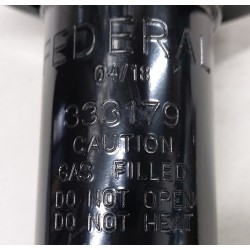 FEDERAL
04/18
333179
CAUTION
GAS FILLED
DO NOT OPEN
DO NOT HEAT